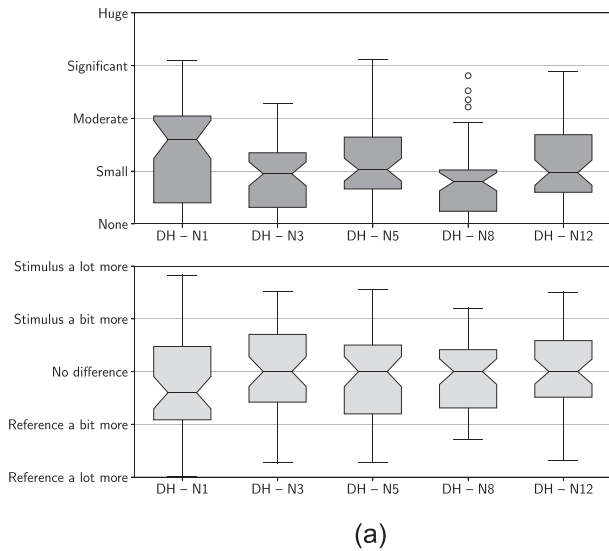 Huge
Significant
Moderate
Small
None
DH – N1 DH – N3 DH – N5 DH – N8 DH – N12
Stimulus a lot more
Stimulus a bit more
No difference
Reference a bit more
Reference a lot more
DH – N1 DH – N3 DH – N5 DH – N8 DH – N12
(a)